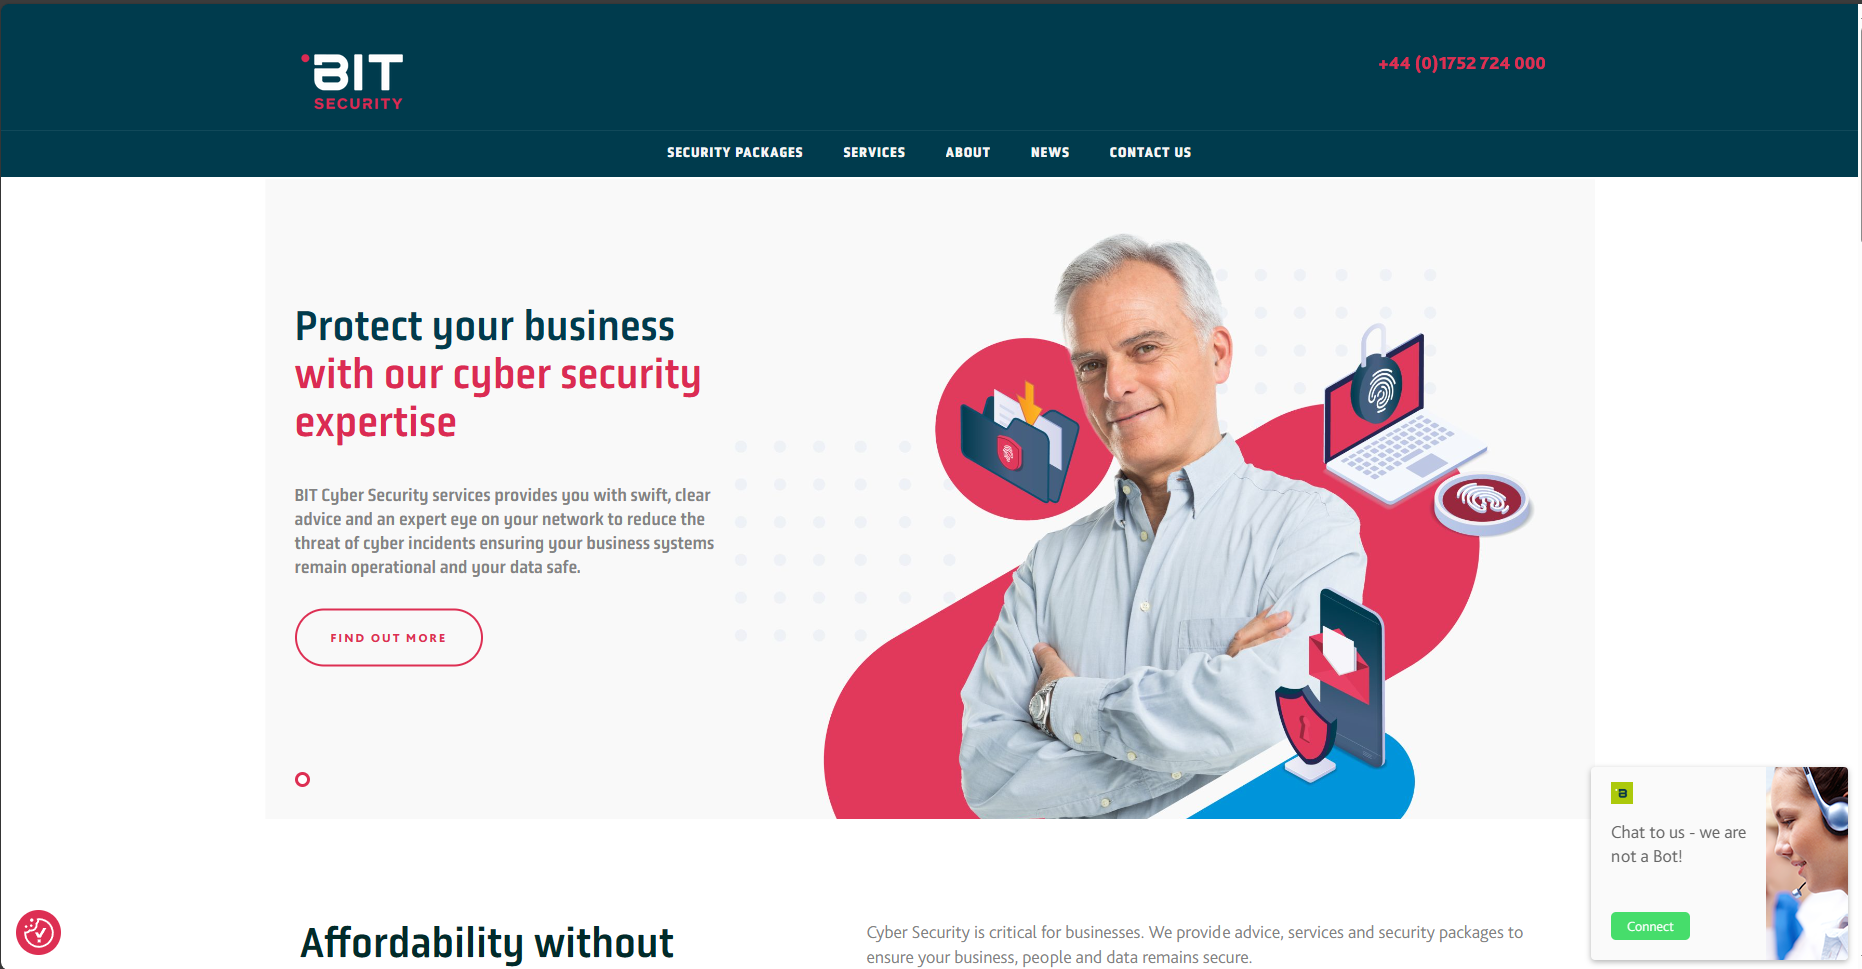 BIT
SECURITY
+44 (0)1752 724 000
SECURITY PACKAGES
SERVICES
ABOUT
NEWS
CONTACT US
Protect your business
with our cyber security
expertise
BIT Cyber Security services provides you with swift, clear
advice and an expert eye on your network to reduce the
threat of cyber incidents ensuring your business systems
remain operational and your data safe.
FIND OUT MORE
B
Chat to us - we are
not a Bot!
Connect
Affordability without
Cyber Security is critical for businesses. We provide advice, services and security packages to
ensure your business, people and data remains secure.